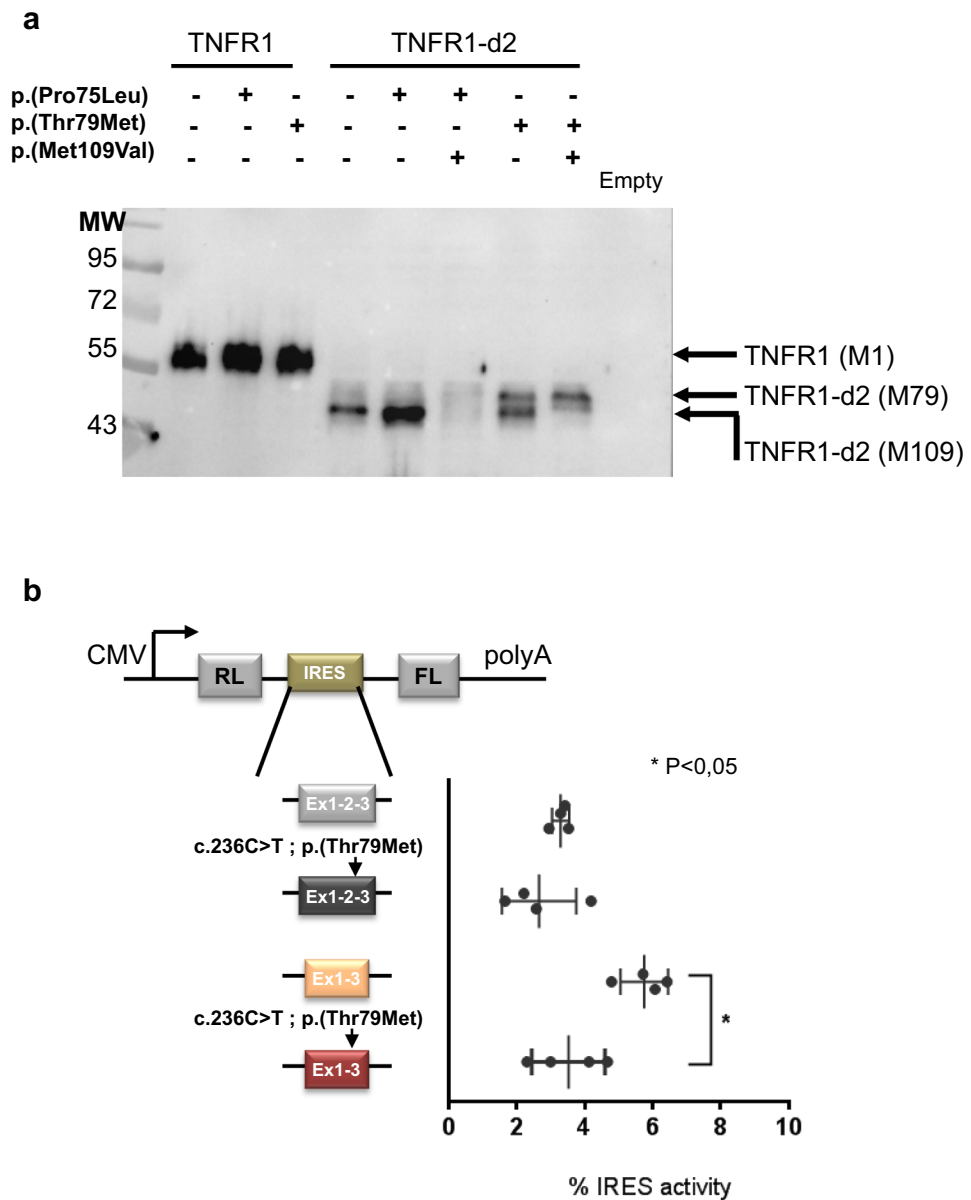 a
TNFR1 TNFR1-d2
p.(Pro75Leu) - + - - + + - -
p.(Thr79Met) - - + - - - + +
p.(Met109Val) - - - - - + - +
Empty
MW
95
72
55
43
TNFR1 (M1)
TNFR1-d2 (M79)
TNFR1-d2 (M109)
b
CMV RL IRES FL polyA
* P<0,05
Ex1-2-3
c.236C>T ; p.(Thr79Met)
Ex1-2-3
Ex1-3
c.236C>T ; p.(Thr79Met)
Ex1-3
*
0 2 4 6 8 10
% IRES activity